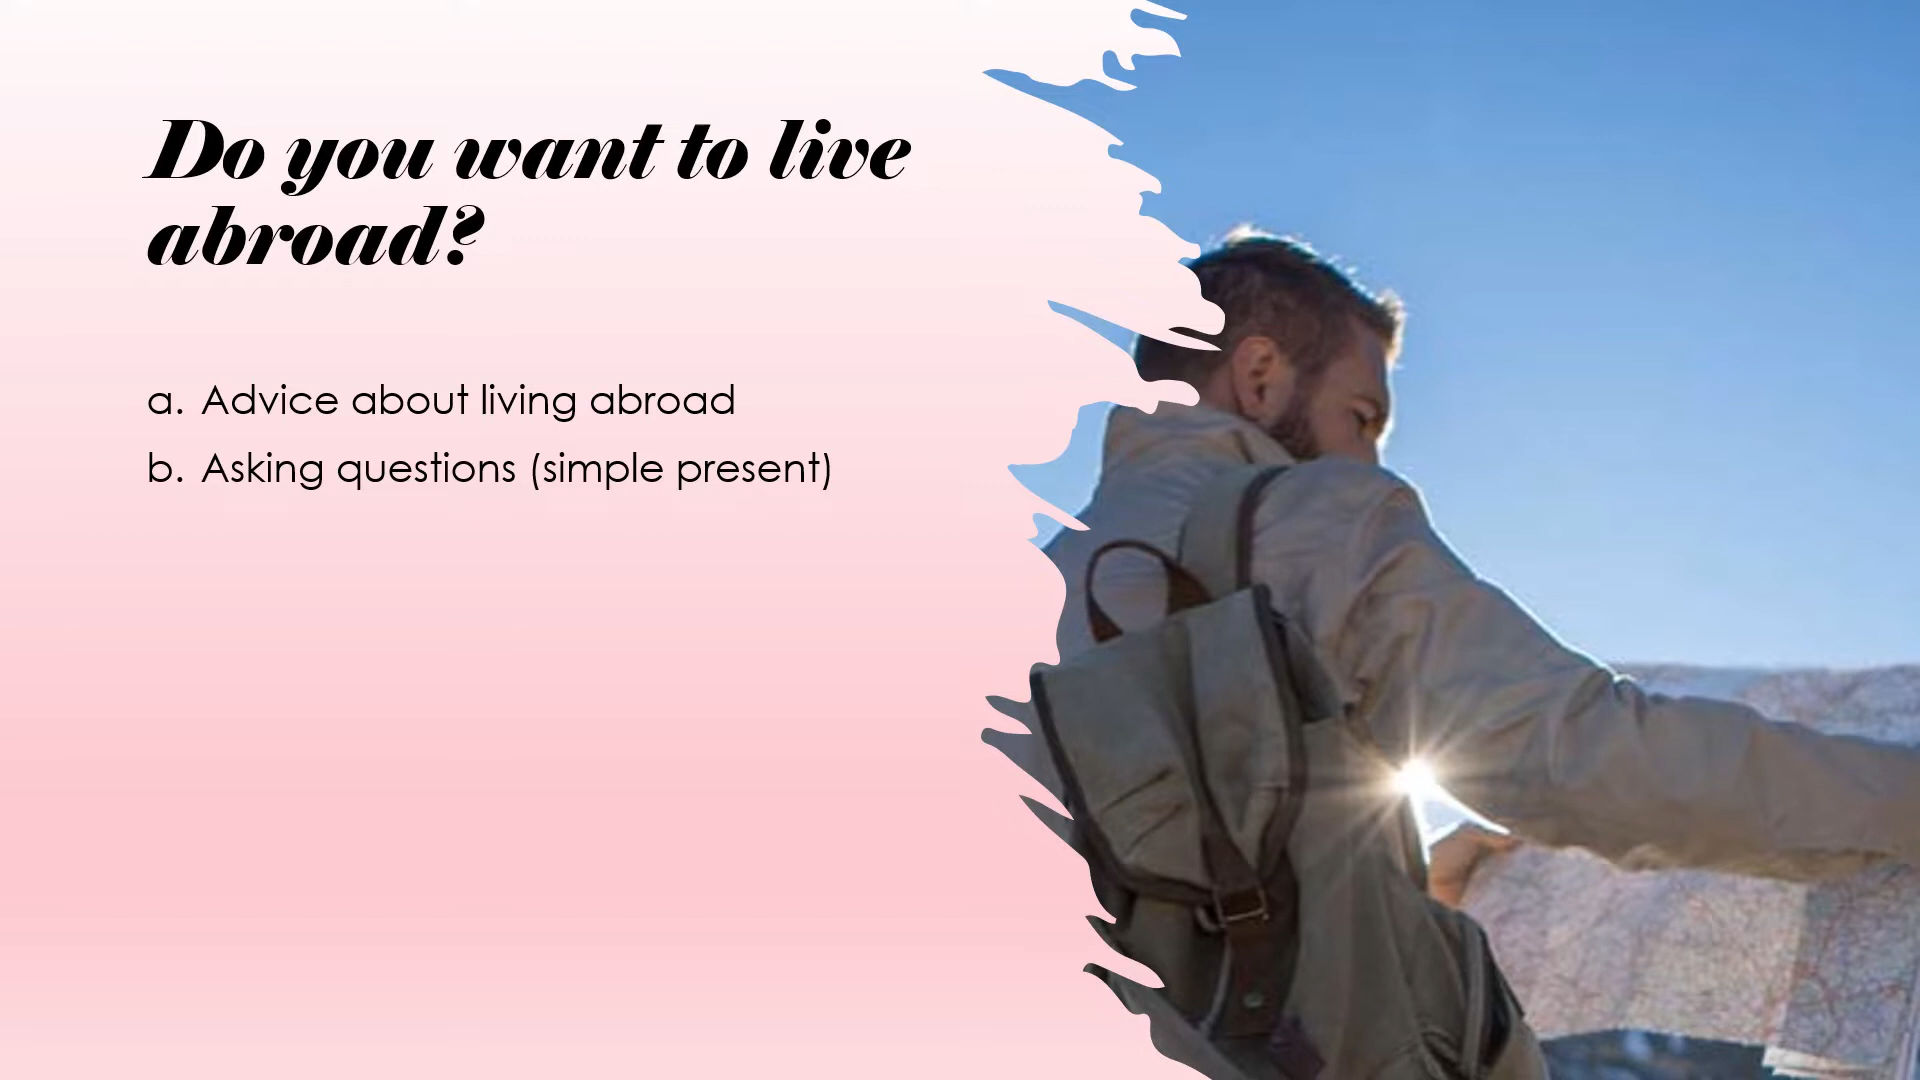 Do you want to live
abroad?
a. Advice about living abroad
b. Asking questions (simple present)